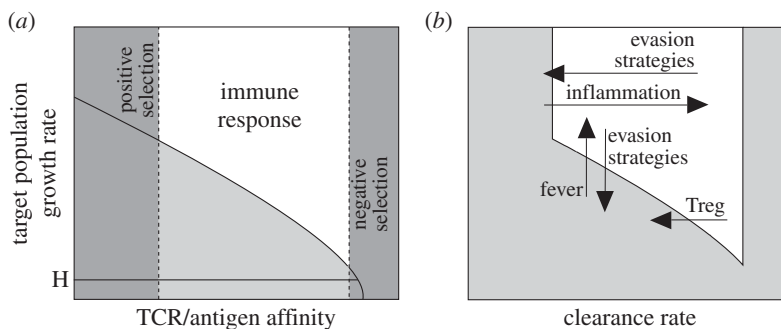 (a)
positive
selection
immune
response
negative
selection
target population
growth rate
H
TCR/antigen affinity
(b)
evasion
strategies
inflammation
evasion
strategies
fever
Treg
clearance rate